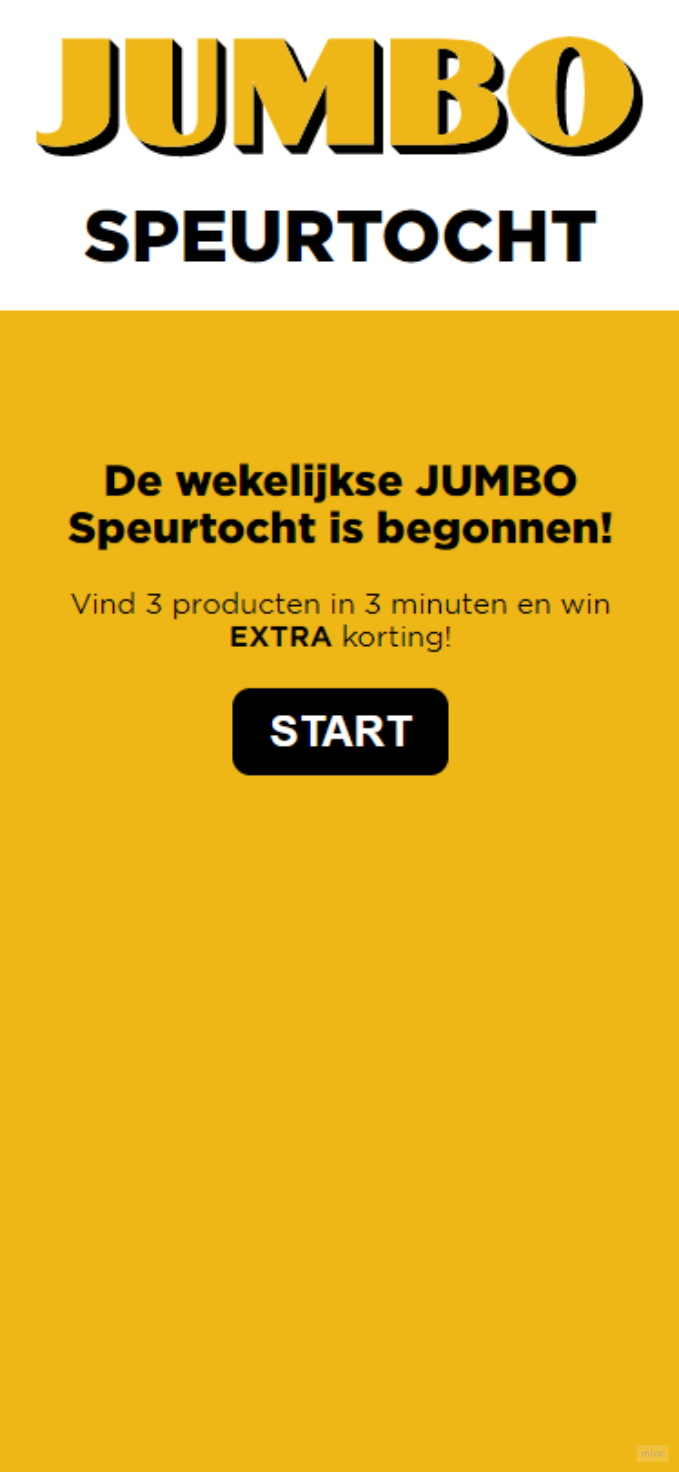 JUMBO
SPEURTOCHT
De wekelijkse JUMBO
Speurtocht is begonnen!
Vind 3 producten in 3 minuten en win
EXTRA korting!
START
miro